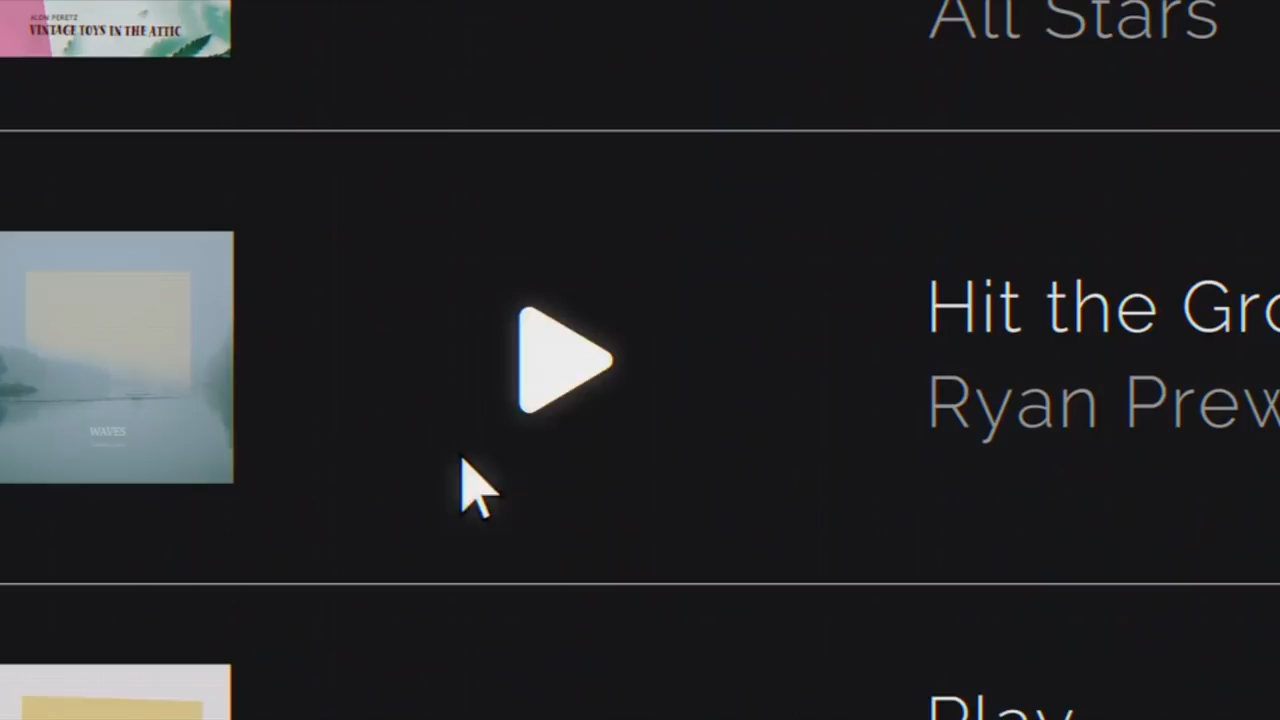 ALON PERETZ
VINTAGE TOYS IN THE ATTIC
All Stars
Hit the Gro
Ryan Prew
WAVES
Play